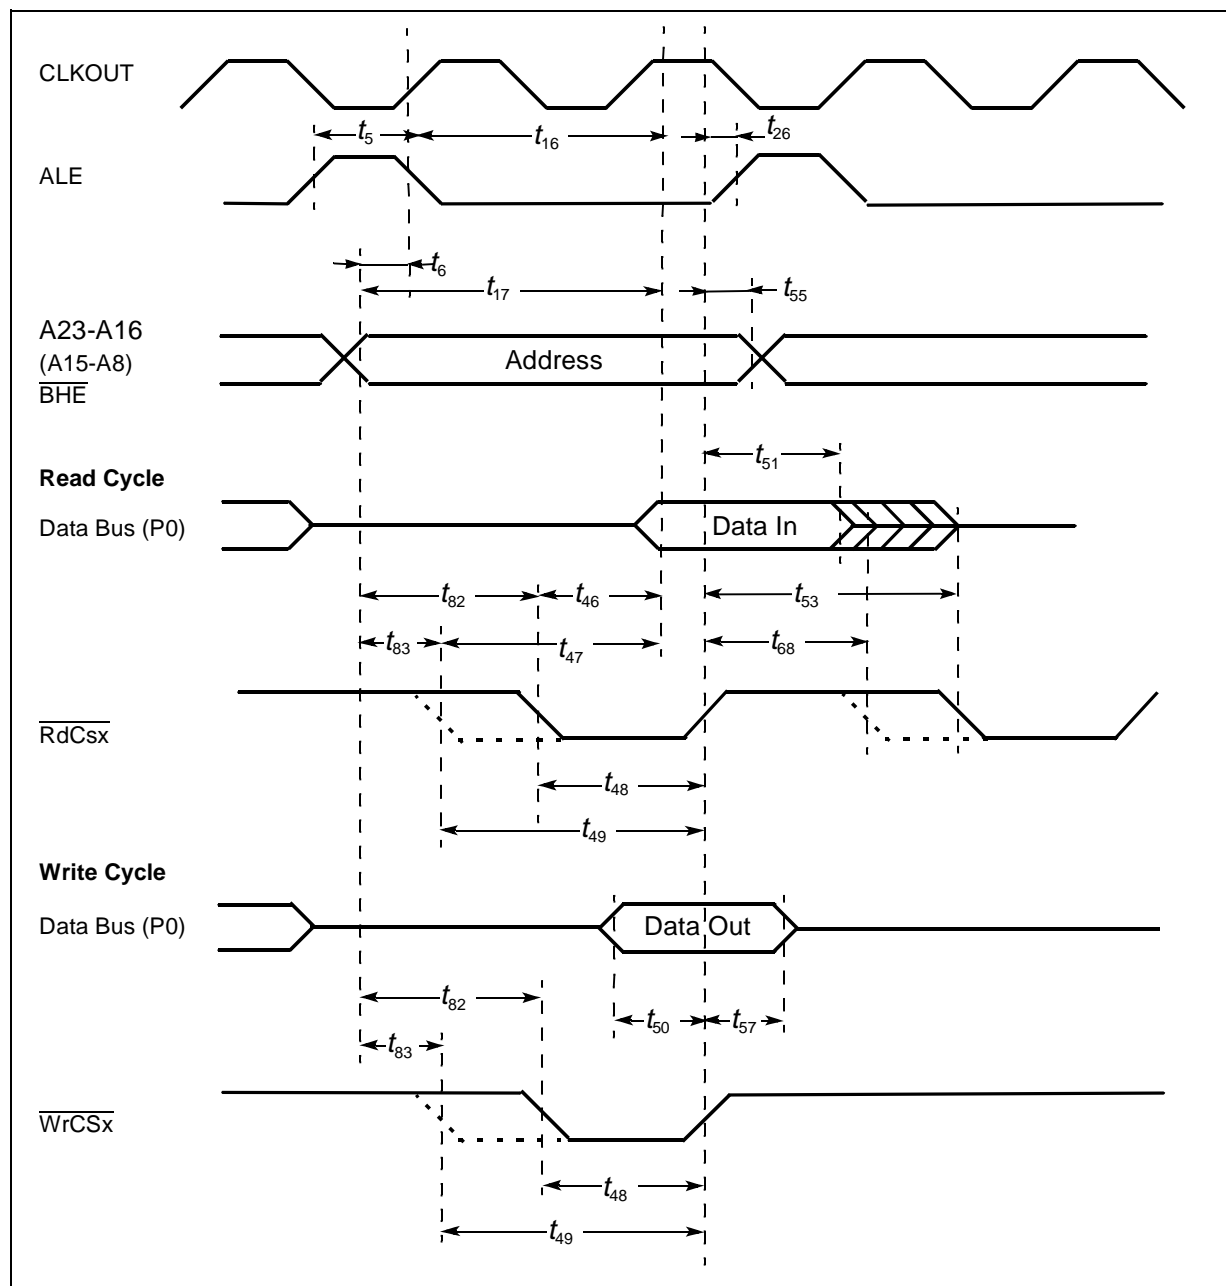 CLKOUT
t5
t16
t26
ALE
t6
t17
t55
A23-A16
(A15-A8)
BHE
Address
t51
Read Cycle
Data Bus (P0)
Data In
t82
t46
t53
t83
t47
t68
RdCsx
t48
t49
Write Cycle
Data Bus (P0)
Data Out
t82
t50
t57
t83
WrCSx
t48
t49